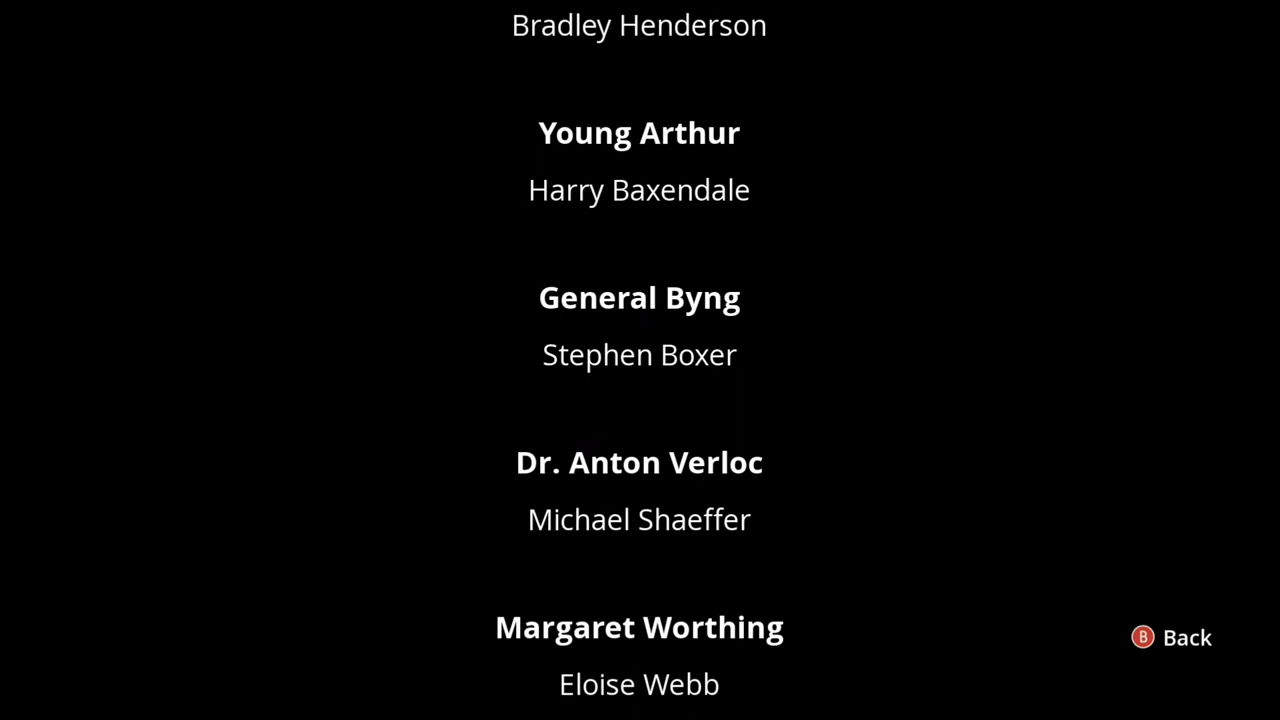 Bradley Henderson
Young Arthur
Harry Baxendale
General Byng
Stephen Boxer
Dr. Anton Verloc
Michael Shaeffer
Margaret Worthing
B Back
Eloise Webb